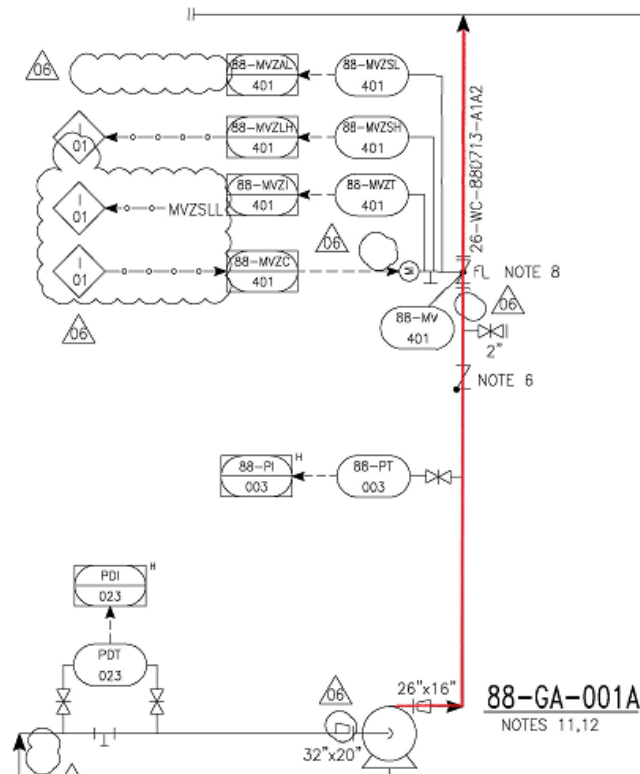 06
88-MVZAL
401
88-MVZSL
401
I
01
88-MVZLH
401
88-MVZSH
401
I
01
MVZSLL
88-MVZI
401
88-MVZT
401
I
01
88-MVZC
401
06
M
06
26-WC-88D713-A1A2
FL NOTE 8
88-MV
401
06
2"
NOTE 6
88-PI
003
H
88-PT
003
PDI
023
H
PDT
023
06
26"x16"
32"x20"
88-GA-001A
NOTES 11,12